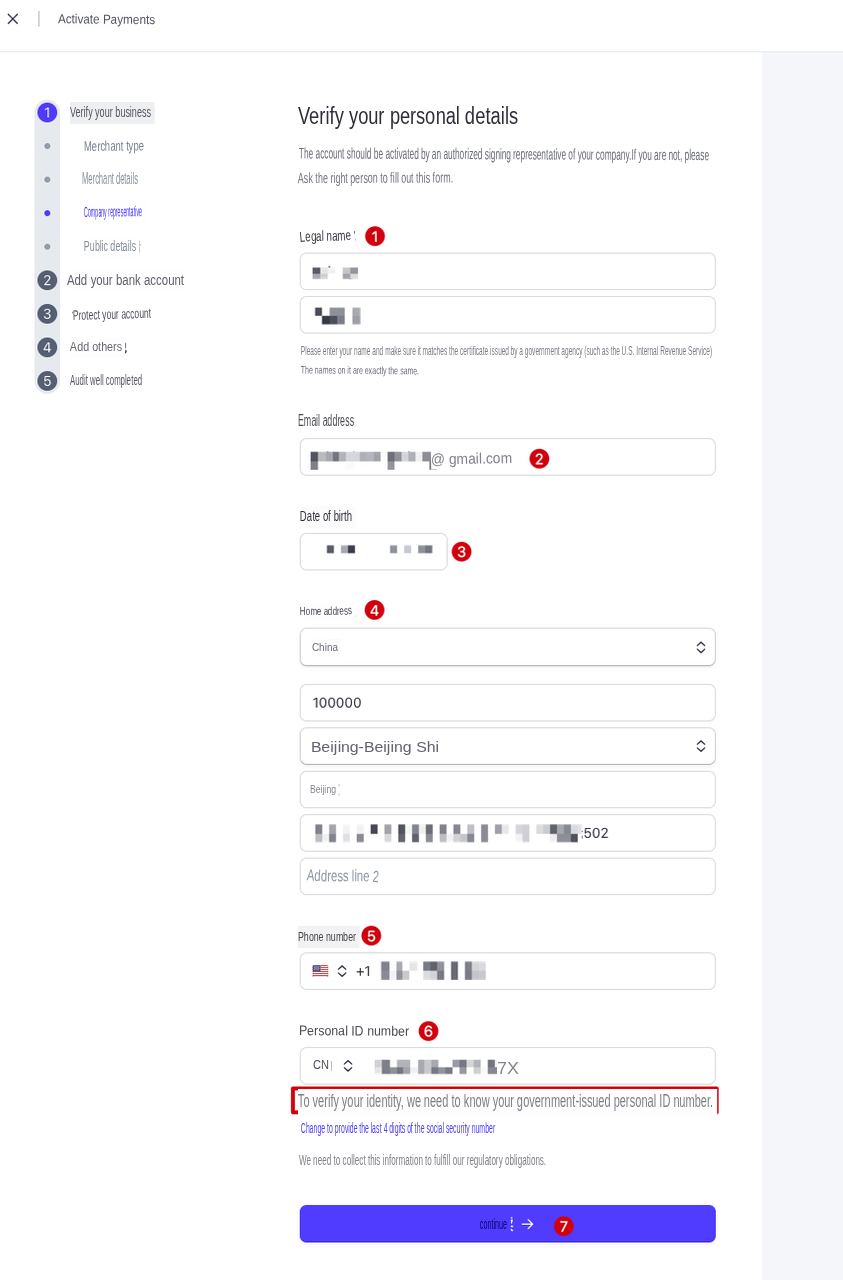 Activate Payments
1 Verify your business
Merchant type
Merchant details
Company representative
Public details
2 Add your bank account
3 Protect your account
4 Add others
5 Audit well completed
Verify your personal details
The account should be activated by an authorized signing representative of your company.If you are not, please
Ask the right person to fill out this form.
Legal name 1
Please enter your name and make sure it matches the certificate issued by a government agency (such as the U.S. Internal Revenue Service)
The names on it are exactly the same.
Email address
@ gmail.com 2
Date of birth
3
Home address 4
China
100000
Beijing-Beijing Shi
Beijing
502
Address line 2
Phone number 5
+1
Personal ID number 6
CN 7X
To verify your identity, we need to know your government-issued personal ID number.
Change to provide the last 4 digits of the social security number
We need to collect this information to fulfill our regulatory obligations.
continue → 7